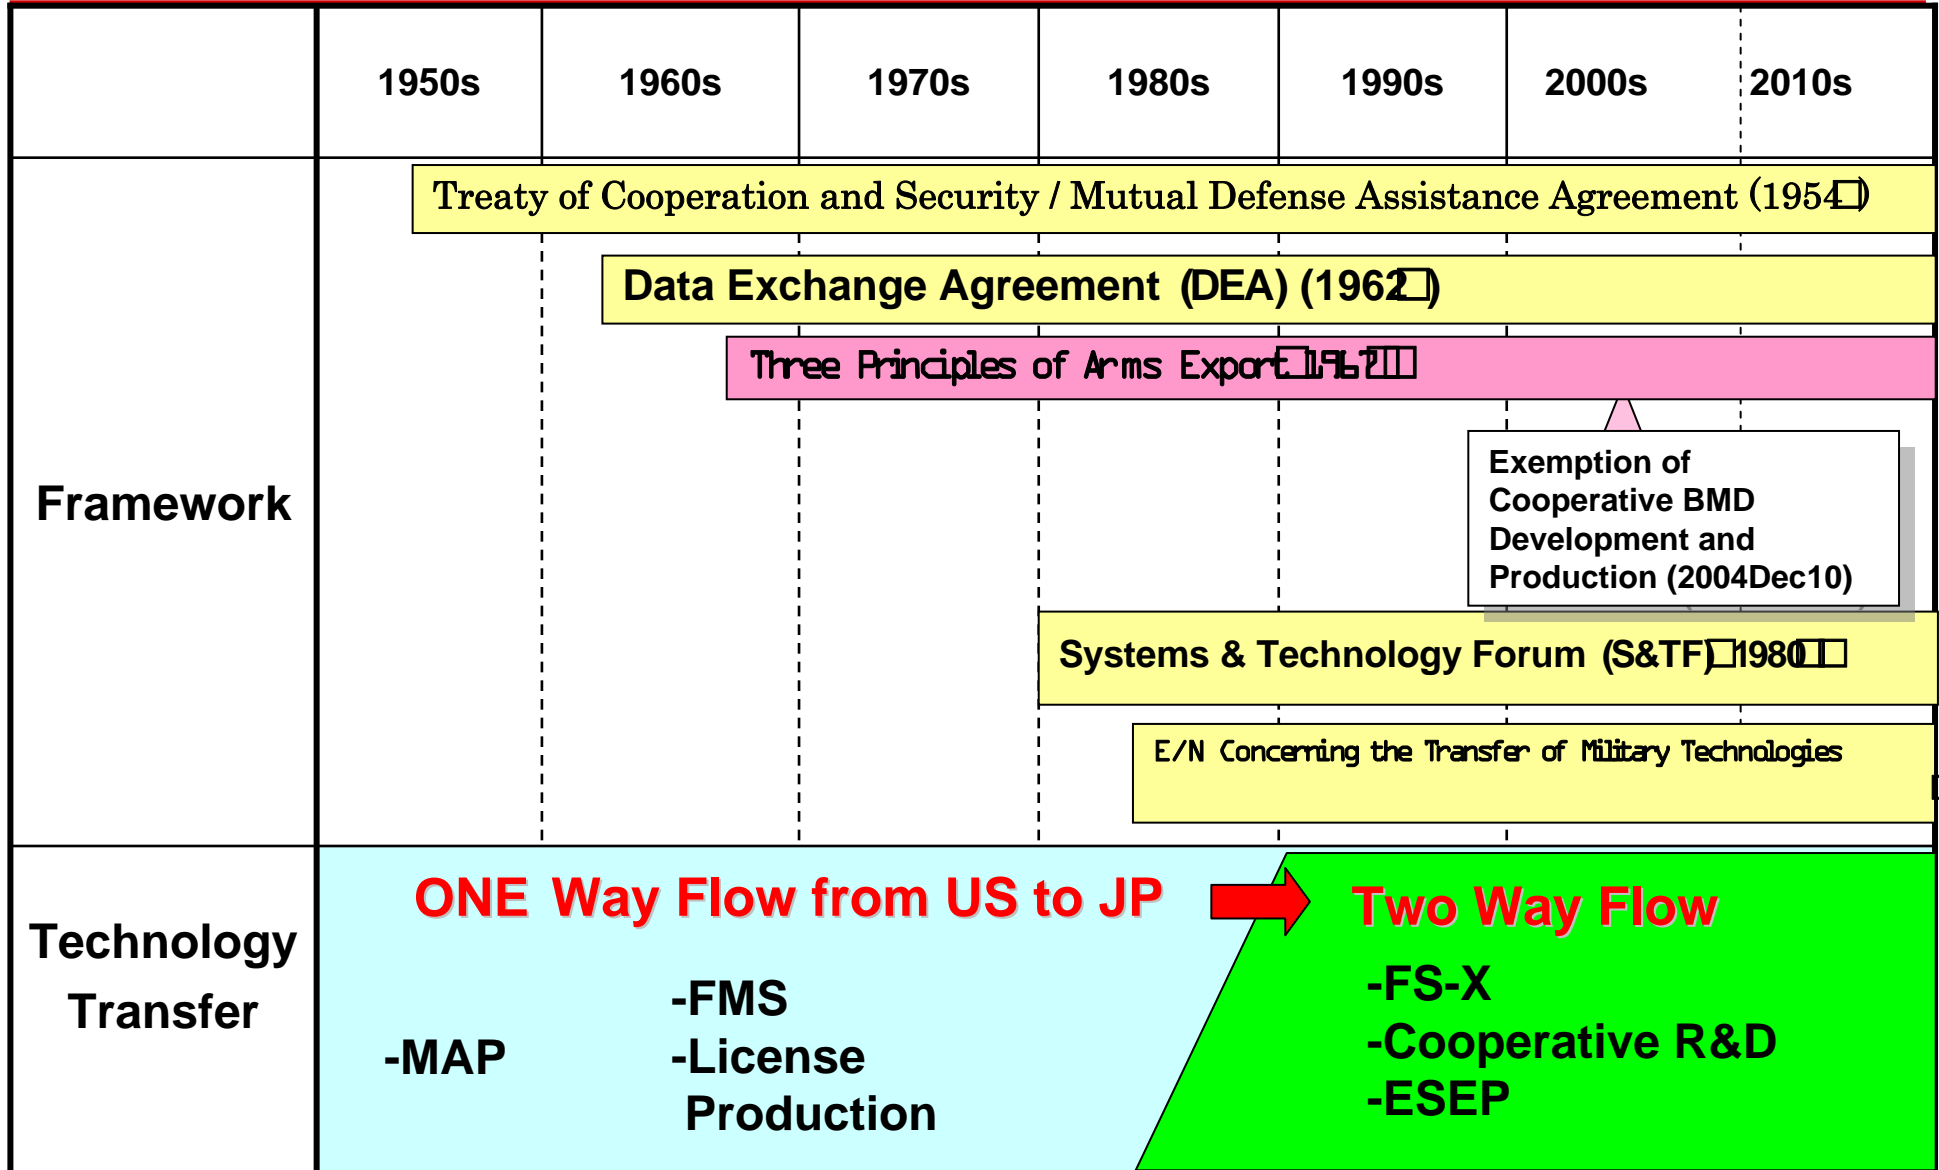 1950s 1960s 1970s 1980s 1990s 2000s 2010s
Framework
Treaty of Cooperation and Security / Mutual Defense Assistance Agreement (1954□)
Data Exchange Agreement (DEA) (1962□)
Three Principles of Arms Export□1967□□
Exemption of
Cooperative BMD
Development and
Production (2004Dec10)
Systems & Technology Forum (S&TF)□1980□□
E/N Concerning the Transfer of Military Technologies
Technology
Transfer
ONE Way Flow from US to JP
-MAP
-FMS
-License
Production
Two Way Flow
-FS-X
-Cooperative R&D
-ESEP